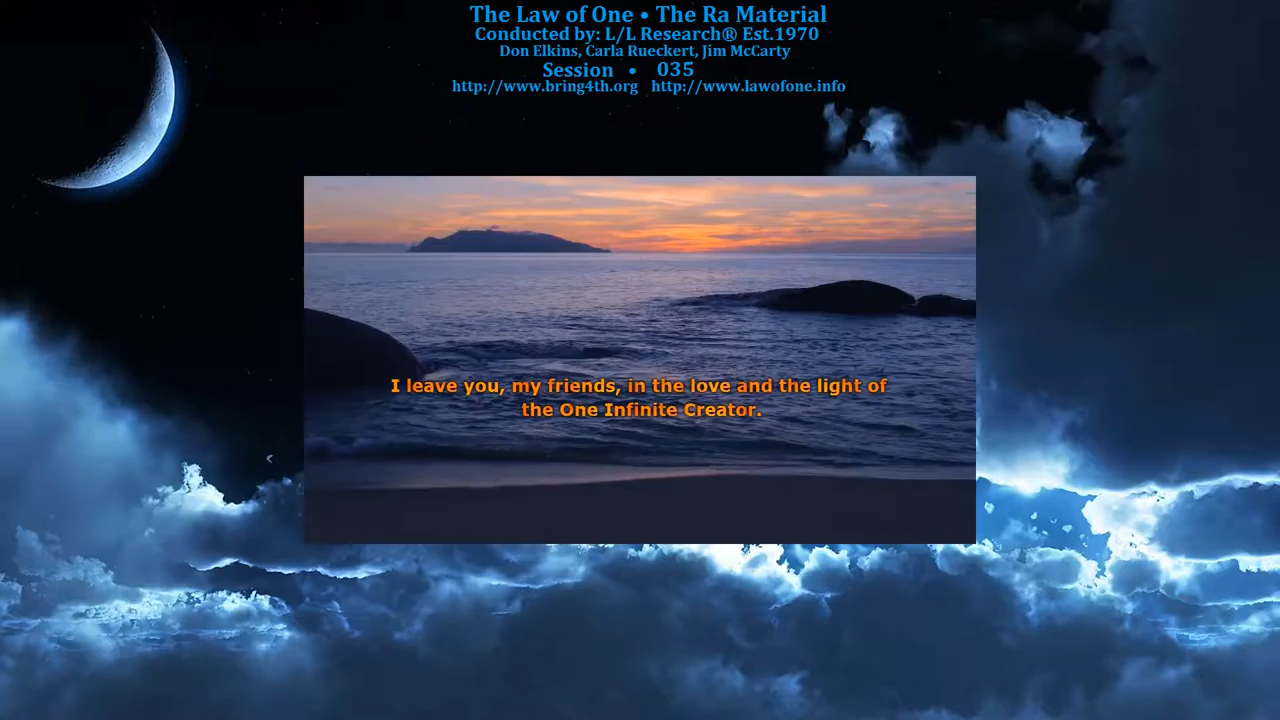 The Law of One • The Ra Material
Conducted by: L/L Research® Est.1970
Don Elkins, Carla Rueckert, Jim McCarty
Session • 035
http://www.bring4th.org http://www.lawofone.info
I leave you, my friends, in the love and the light of
the One Infinite Creator.